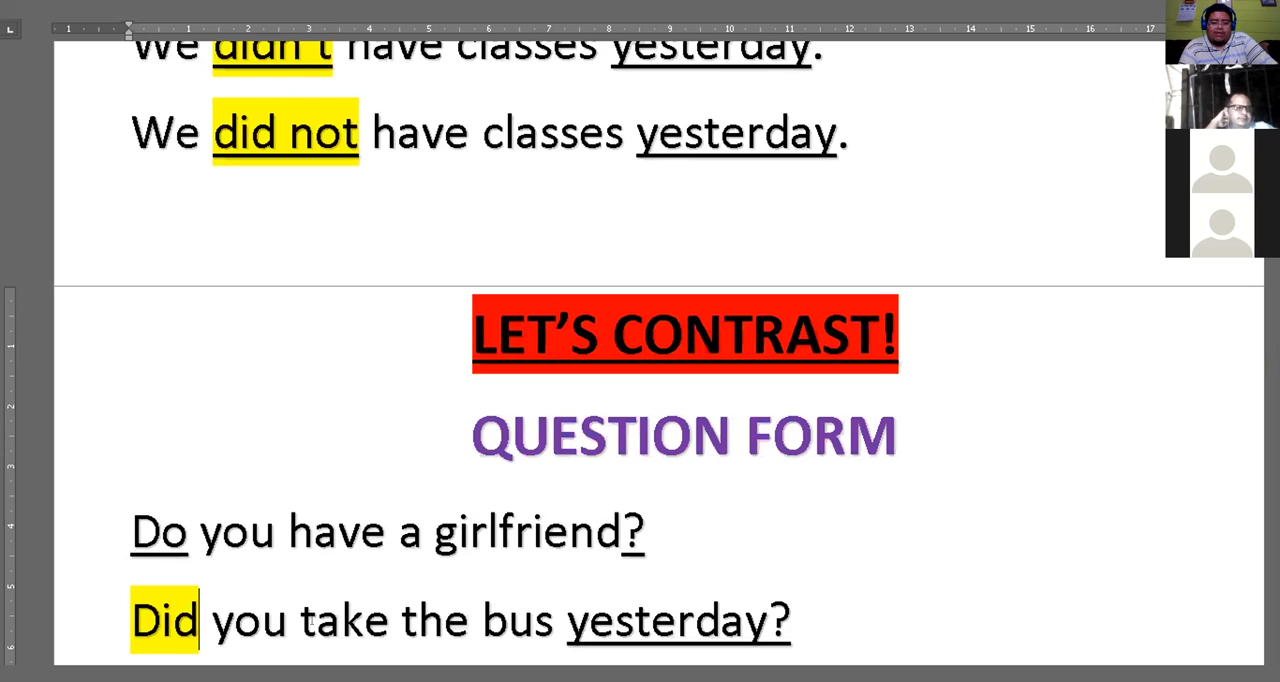 We didn't have classes yesterday.
We did not have classes yesterday.
LET'S CONTRAST!
QUESTION FORM
Do you have a girlfriend?
Did you take the bus yesterday?